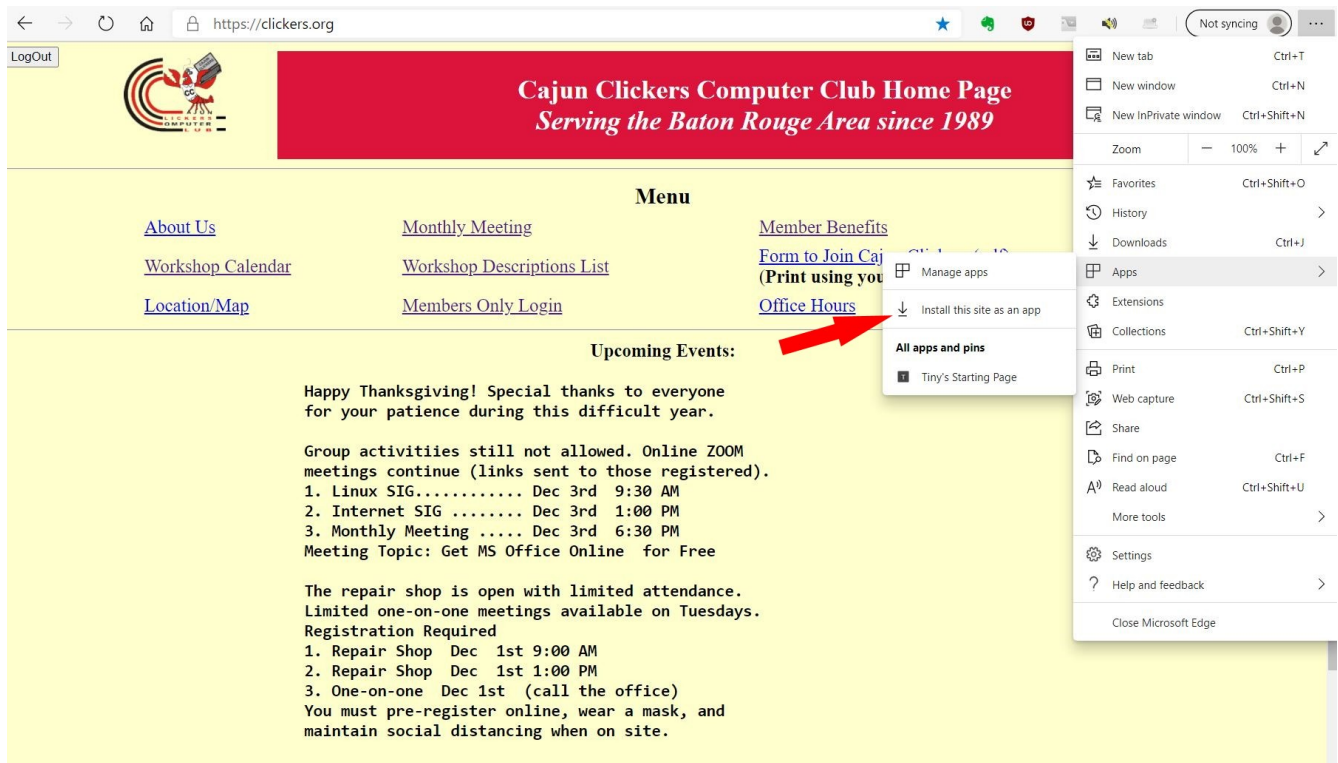 https://clickers.org
Not syncing
LogOut
CAJUN
CLICKERS
COMPUTER
CLUB
Cajun Clickers Computer Club Home Page
Serving the Baton Rouge Area since 1989
Menu
About Us
Monthly Meeting
Member Benefits
Workshop Calendar
Workshop Descriptions List
Form to Join
(Print using
Location/Map
Members Only Login
Office Hours
Upcoming Events:
Happy Thanksgiving! Special thanks to everyone
for your patience during this difficult year.
Group activitiies still not allowed. Online ZOOM
meetings continue (links sent to those registered).
1. Linux SIG............ Dec 3rd 9:30 AM
2. Internet SIG ........ Dec 3rd 1:00 PM
3. Monthly Meeting ..... Dec 3rd 6:30 PM
Meeting Topic: Get MS Office Online for Free
The repair shop is open with limited attendance.
Limited one-on-one meetings available on Tuesdays.
Registration Required
1. Repair Shop Dec 1st 9:00 AM
2. Repair Shop Dec 1st 1:00 PM
3. One-on-one Dec 1st (call the office)
You must pre-register online, wear a mask, and
maintain social distancing when on site.
Manage apps
Install this site as an app
All apps and pins
T Tiny's Starting Page
New tab Ctrl+T
New window Ctrl+N
New InPrivate window Ctrl+Shift+N
Zoom — 100% +
Favorites Ctrl+Shift+O
History
Downloads Ctrl+J
Apps
Extensions
Collections Ctrl+Shift+Y
Print Ctrl+P
Web capture Ctrl+Shift+S
Share
Find on page Ctrl+F
Read aloud Ctrl+Shift+U
More tools
Settings
Help and feedback
Close Microsoft Edge